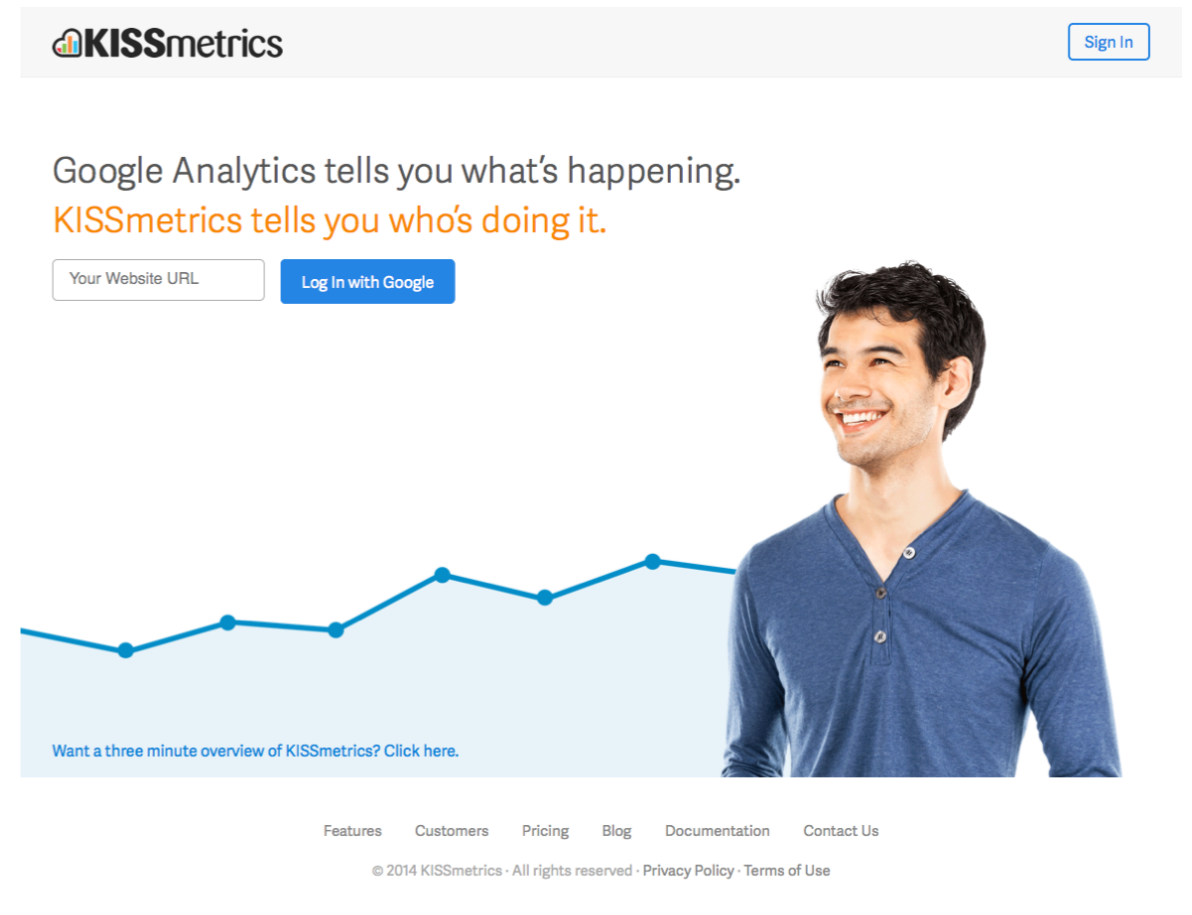 KISSmetrics
Sign In
Google Analytics tells you what's happening.
KISSmetrics tells you who's doing it.
Your Website URL
Log In with Google
Want a three minute overview of KISSmetrics? Click here.
Features Customers Pricing Blog Documentation Contact Us
© 2014 KISSmetrics · All rights reserved · Privacy Policy · Terms of Use